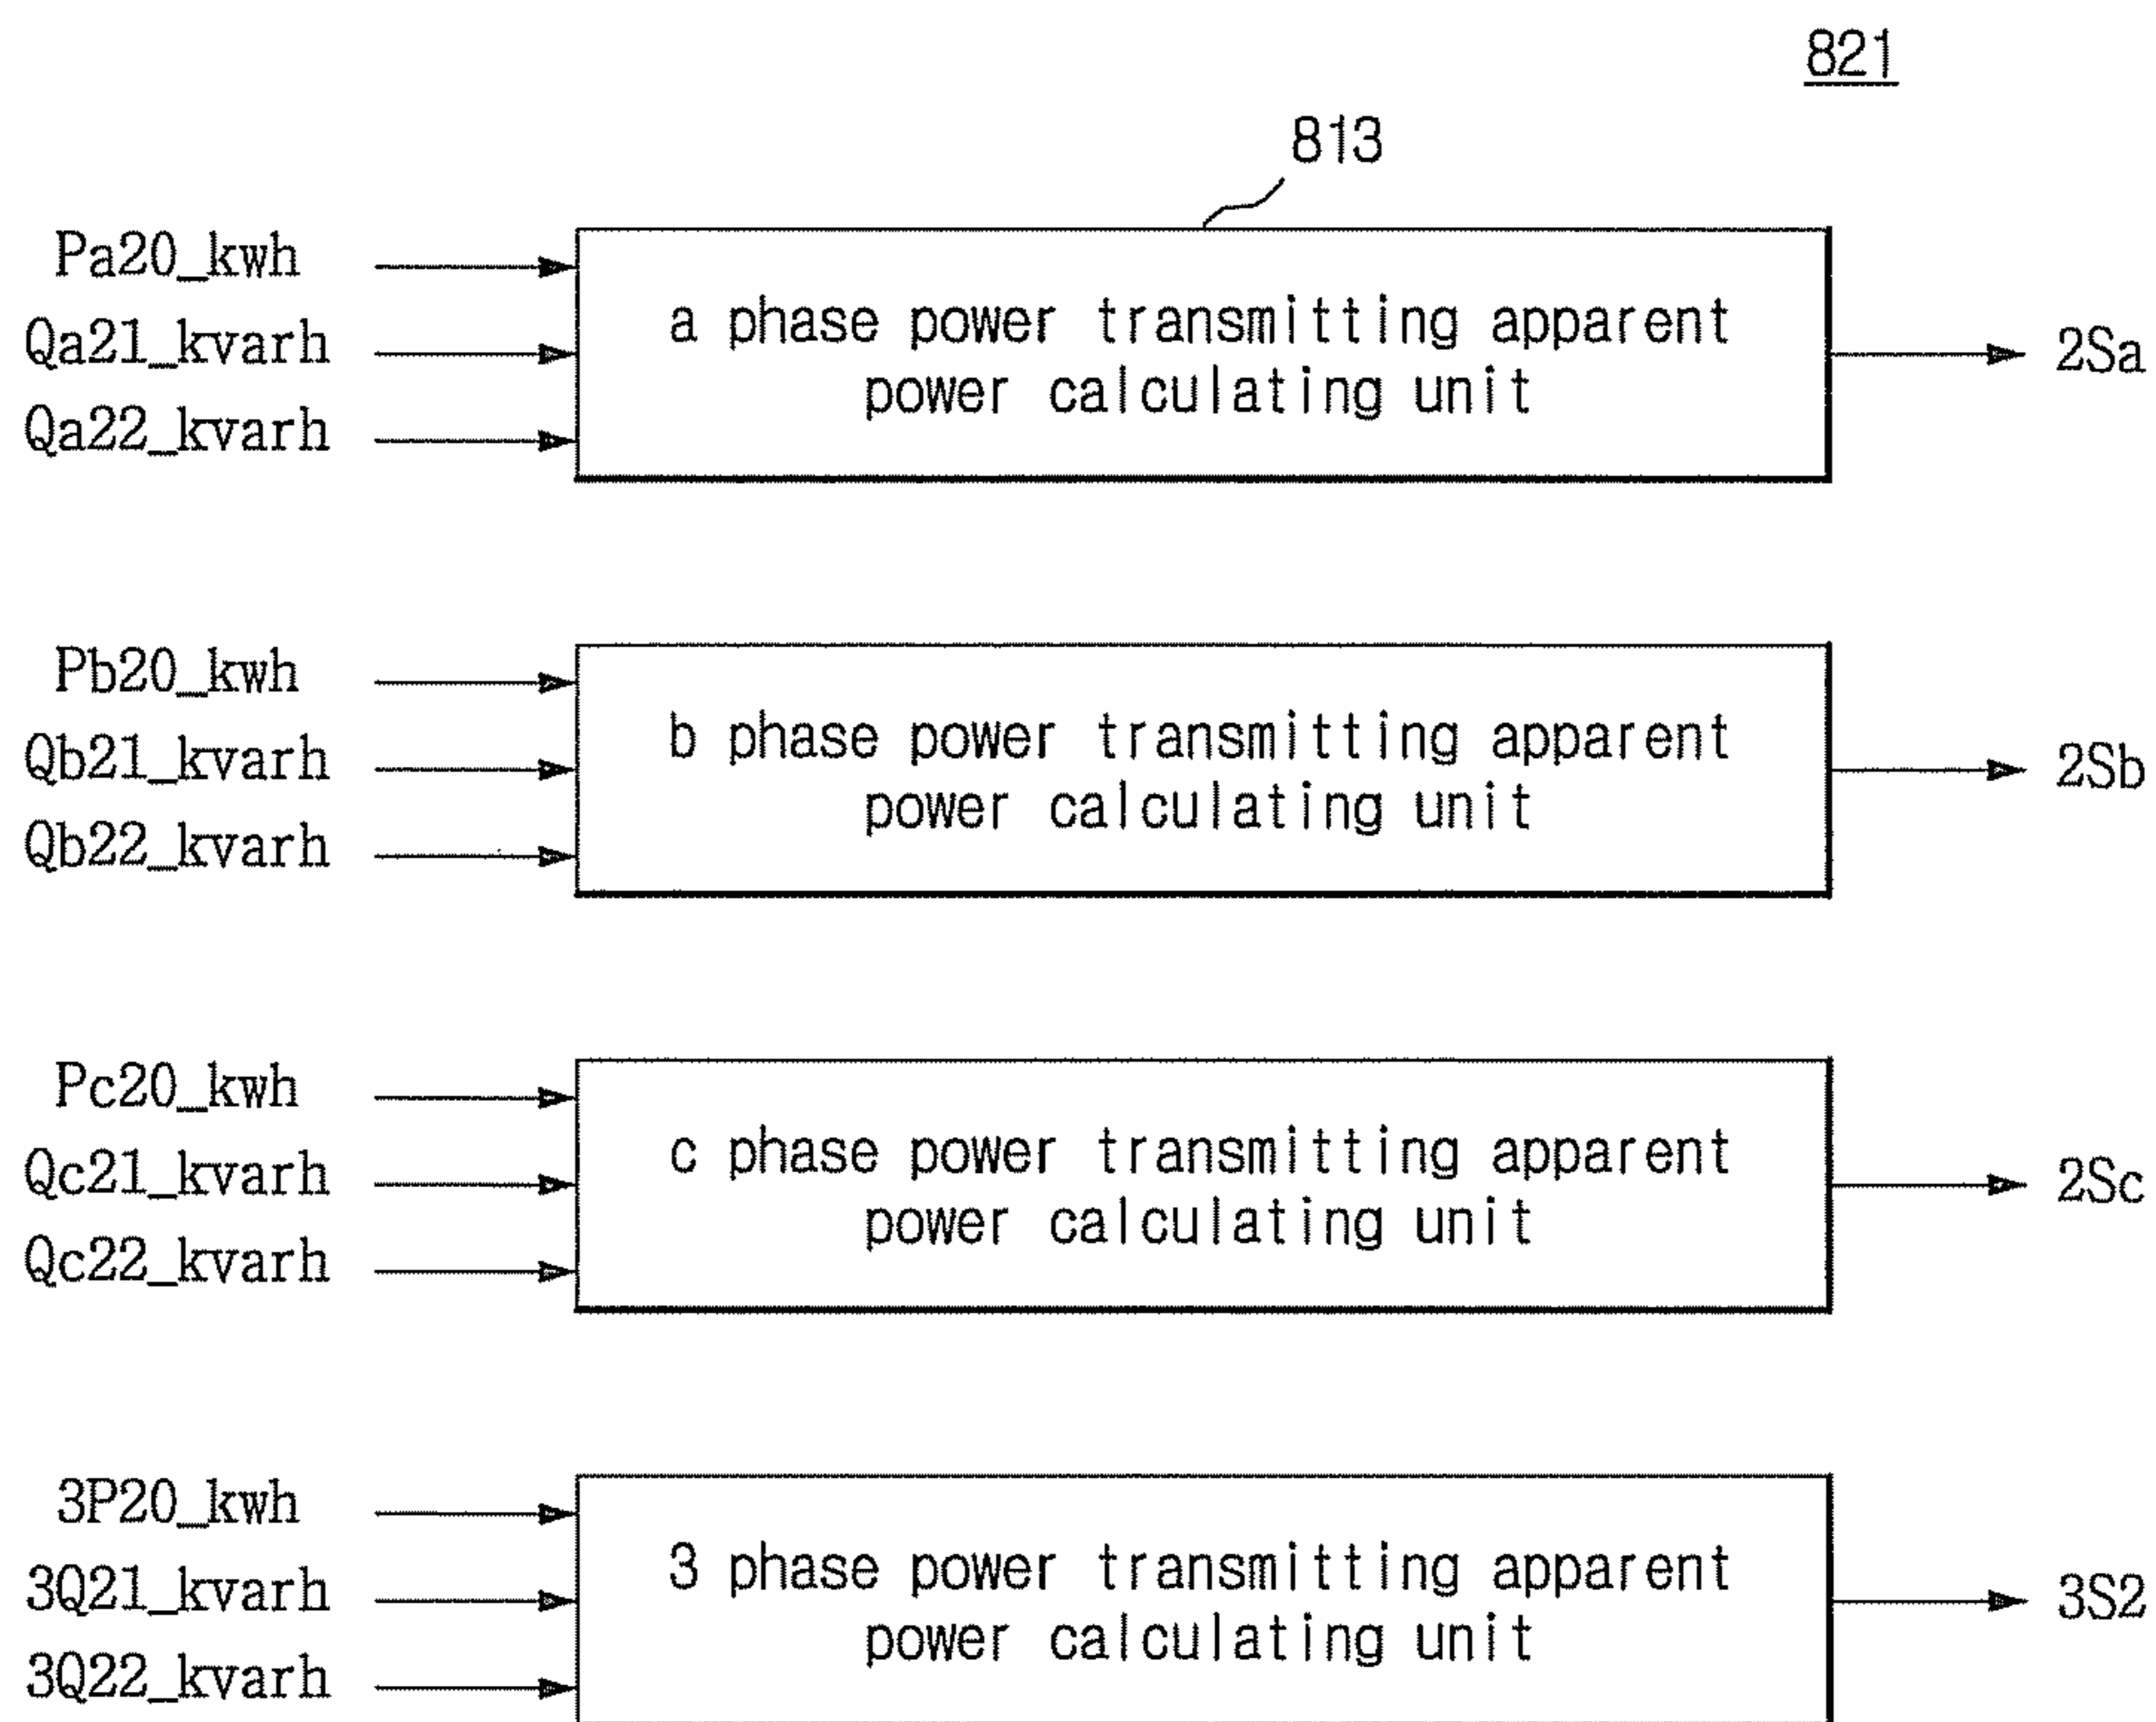 821
813
Pa20_kwh
Qa21_kvarh
Qa22_kvarh
a phase power transmitting apparent
power calculating unit
2Sa
Pb20_kwh
Qb21_kvarh
Qb22_kvarh
b phase power transmitting apparent
power calculating unit
2Sb
Pc20_kwh
Qc21_kvarh
Qc22_kvarh
c phase power transmitting apparent
power calculating unit
2Sc
3P20_kwh
3Q21_kvarh
3Q22_kvarh
3 phase power transmitting apparent
power calculating unit
3S2